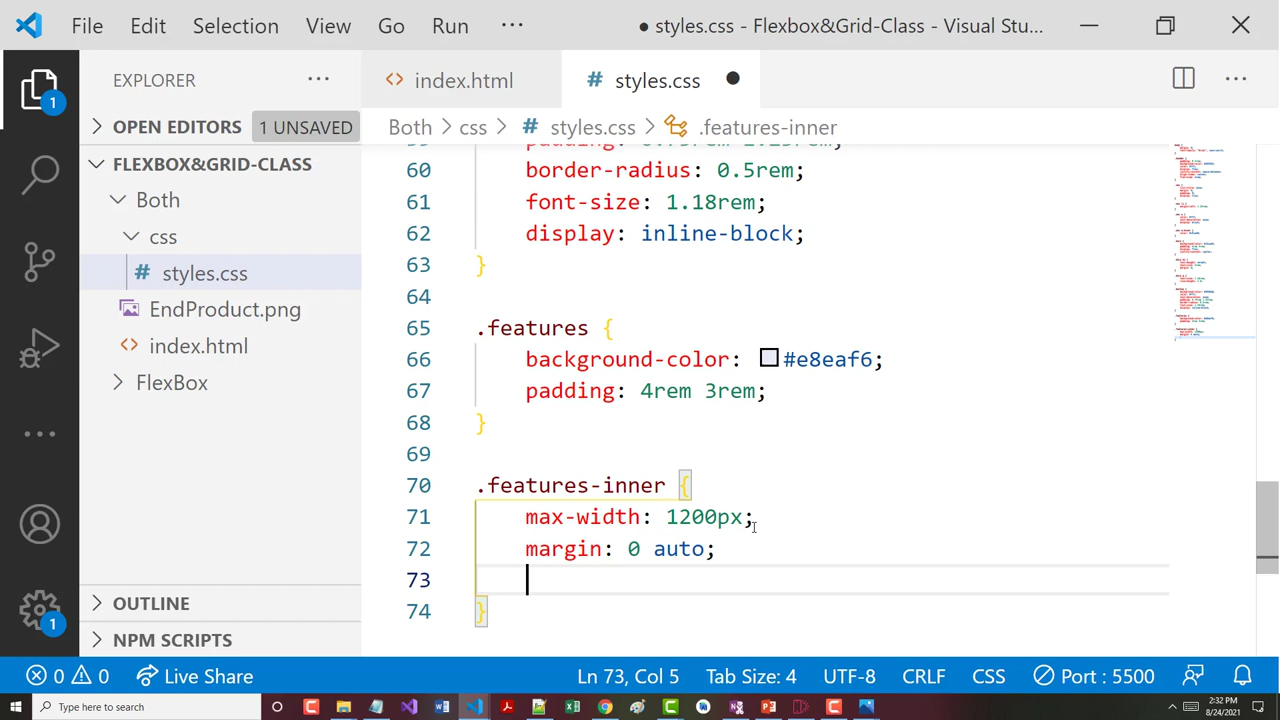 File Edit Selection View Go Run ··· ● styles.css - Flexbox&Grid-Class - Visual Stu...
EXPLORER ···
index.html
# styles.css ●
OPEN EDITORS 1 UNSAVED
Both > css > # styles.css > .features-inner
FLEXBOX&GRID-CLASS
Both
css
# styles.css
EndProduct.png
index.html
FlexBox
OUTLINE
NPM SCRIPTS
1
1
60 border-radius: 0.5rem;
61 font-size: 1.18rem;
62 display: inline-block;
63 }
64
65 .features {
66 background-color: #e8eaf6;
67 padding: 4rem 3rem;
68 }
69
70 .features-inner {
71 max-width: 1200px;
72 margin: 0 auto;
73
74 }
0 0 Live Share Ln 73, Col 5 Tab Size: 4 UTF-8 CRLF CSS Port : 5500
Type here to search
2:32 PM
8/24/2021